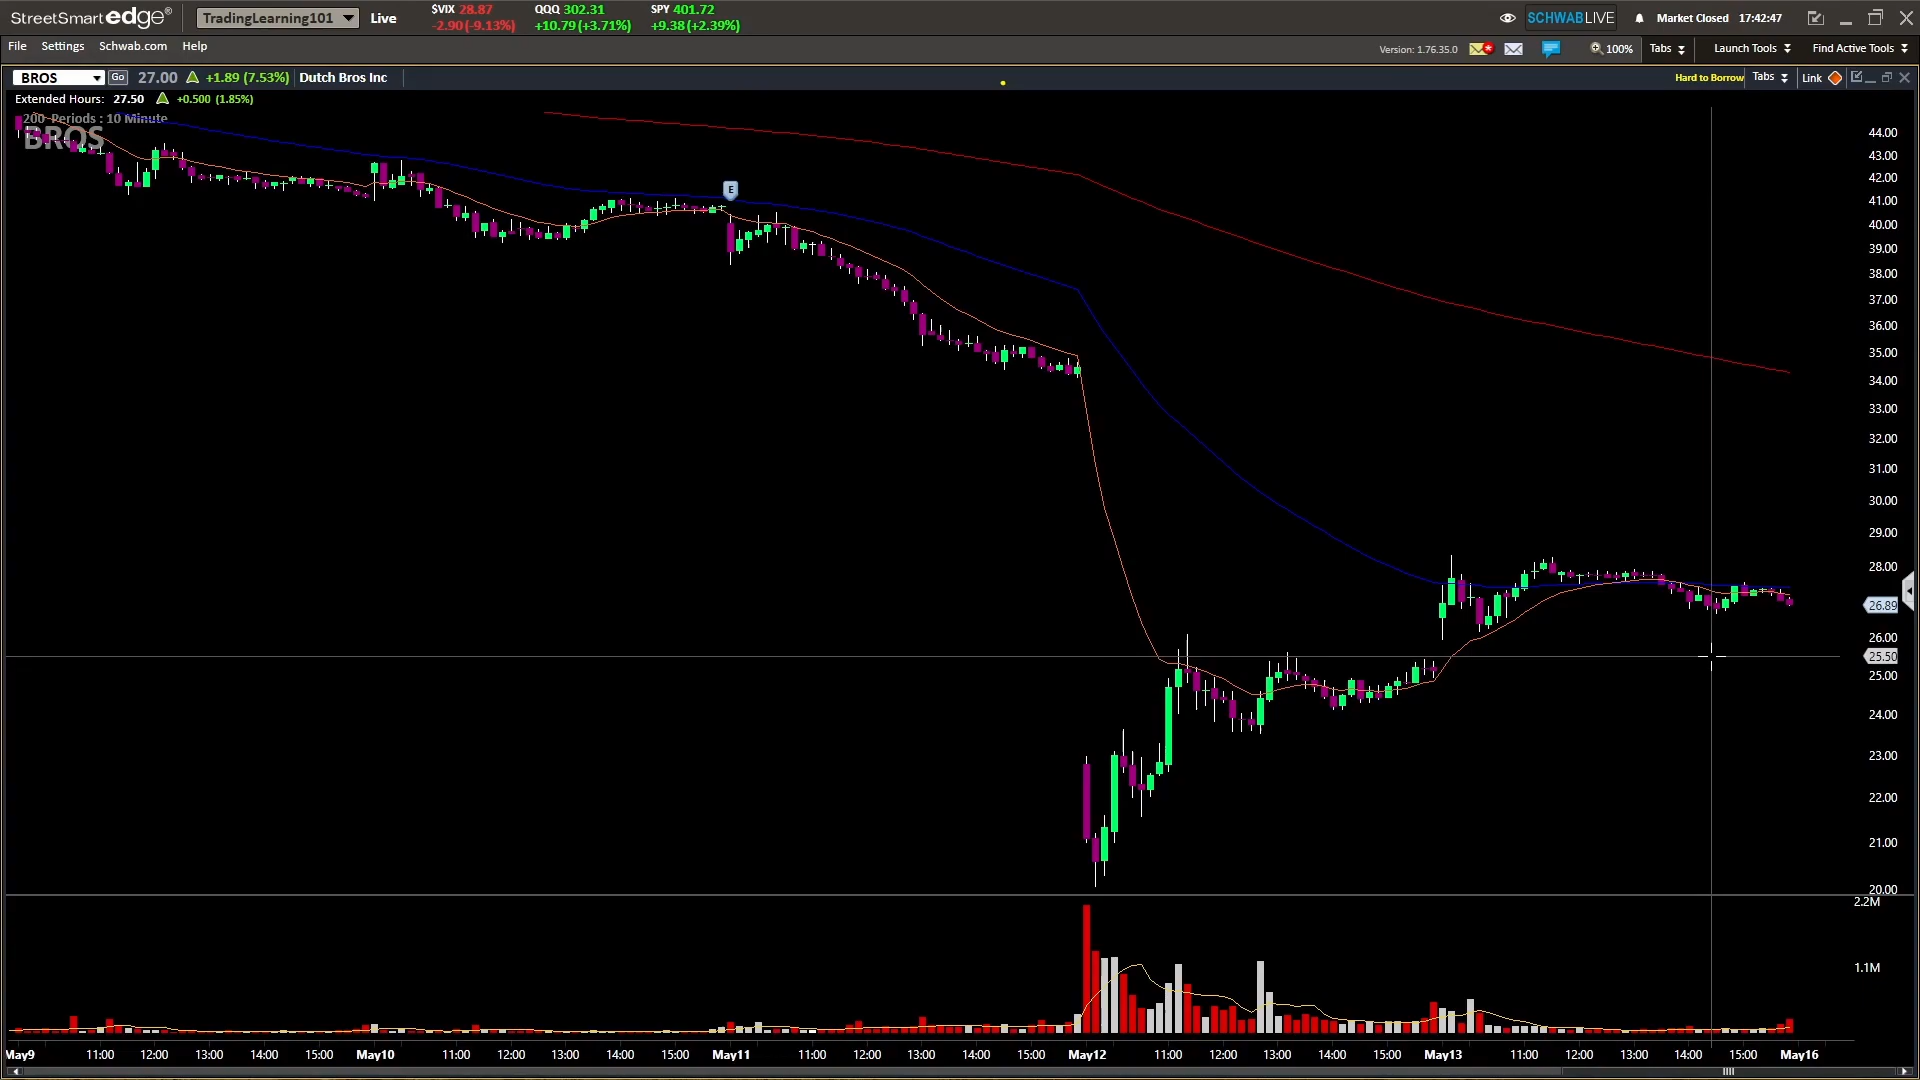 StreetSmart edge®
TradingLearning101
Live
$VIX 28.87
-2.90 (-9.13%)
QQQ 302.31
+10.79 (+3.71%)
SPY 401.72
+9.38 (+2.39%)
SCHWABLIVE
Market Closed 17:42:47
File Settings Schwab.com Help
Version: 1.76.35.0
100%
Tabs
Launch Tools
Find Active Tools
BROS
Go
27.00
+1.89 (7.53%)
Dutch Bros Inc
Hard to Borrow
Tabs
Link
Extended Hours: 27.50 +0.500 (1.85%)
200 Periods : 10 Minute
BROS
E
44.00
43.00
42.00
41.00
40.00
39.00
38.00
37.00
36.00
35.00
34.00
33.00
32.00
31.00
30.00
29.00
28.00
26.89
26.00
25.50
25.00
24.00
23.00
22.00
21.00
20.00
2.2M
1.1M
May9 11:00 12:00 13:00 14:00 15:00 May10 11:00 12:00 13:00 14:00 15:00 May11 11:00 12:00 13:00 14:00 15:00 May12 11:00 12:00 13:00 14:00 15:00 May13 11:00 12:00 13:00 14:00 15:00 May16